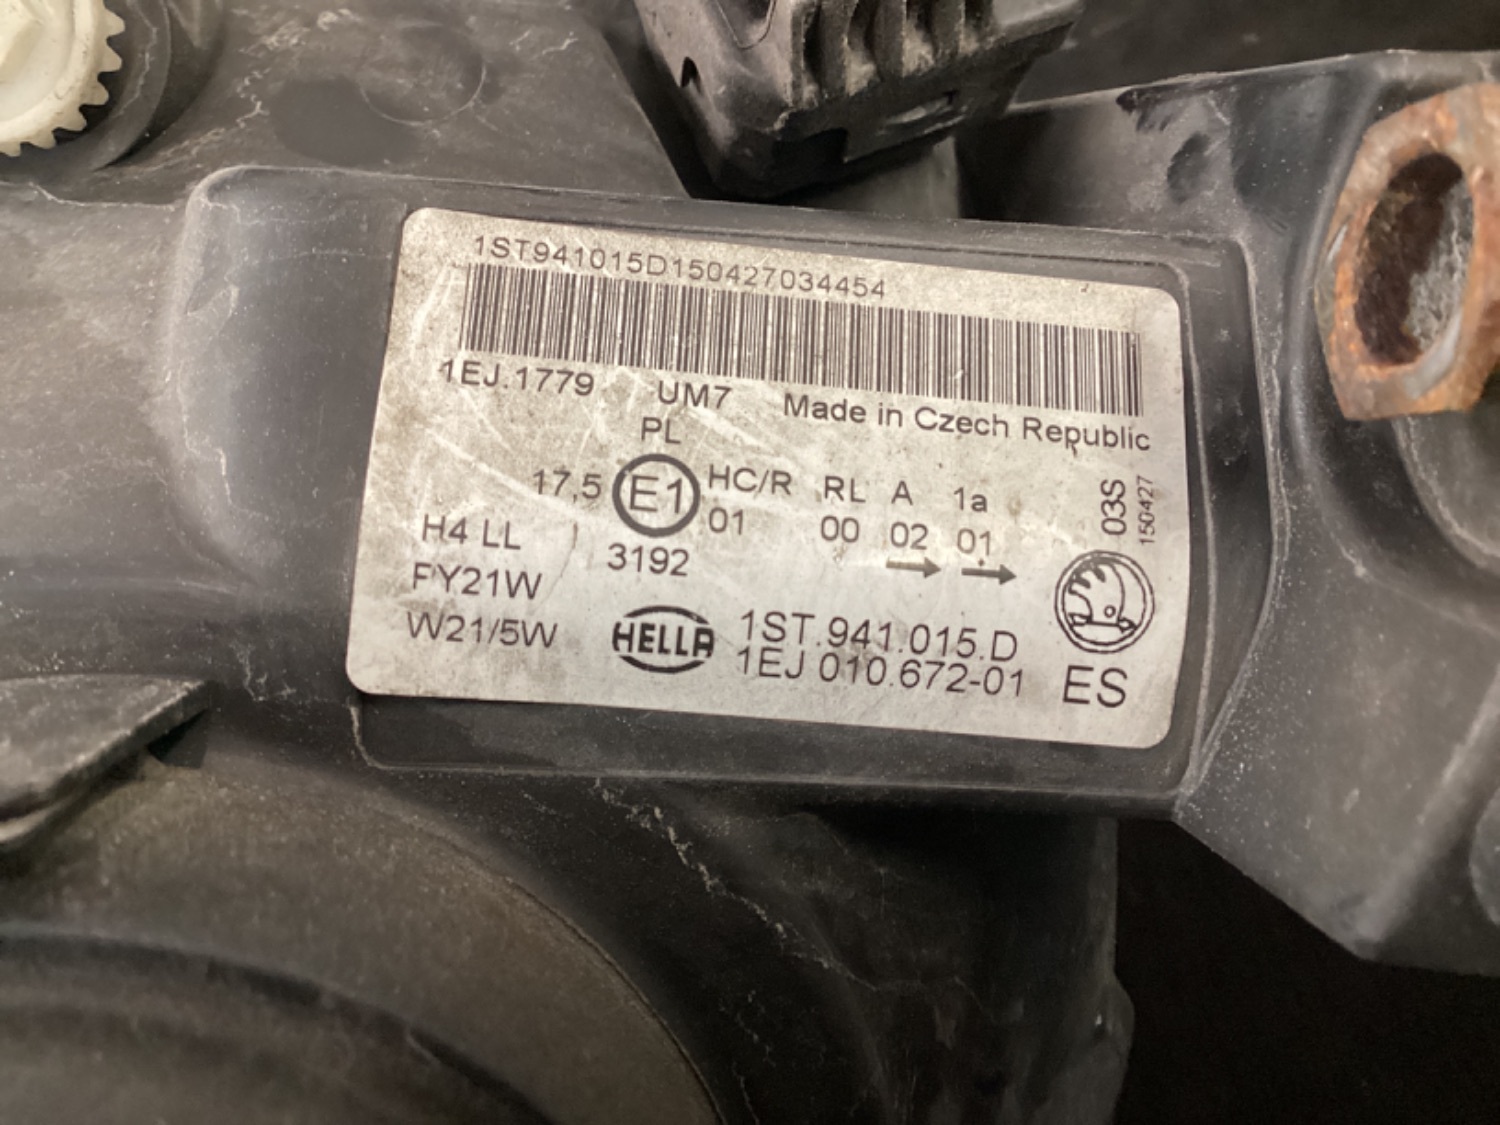 1ST941015D150427034454
1EJ.1779 UM7 Made in Czech Republic
PL
17,5 E1 HC/R RL A 1a
01 00 02 01
3192
H4 LL
PY21W
W21/5W
HELLA
1ST.941.015.D
1EJ 010.672-01
03S
150427
ES